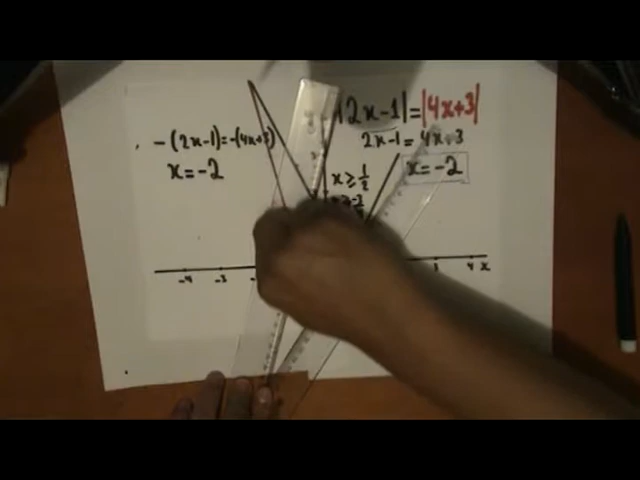 |2x-1|=|4x+3|
-(2x-1)=-(4x+3)
2x-1=4x+3
x=-2
x≥1/2
x=-2
-4 -3 4 x